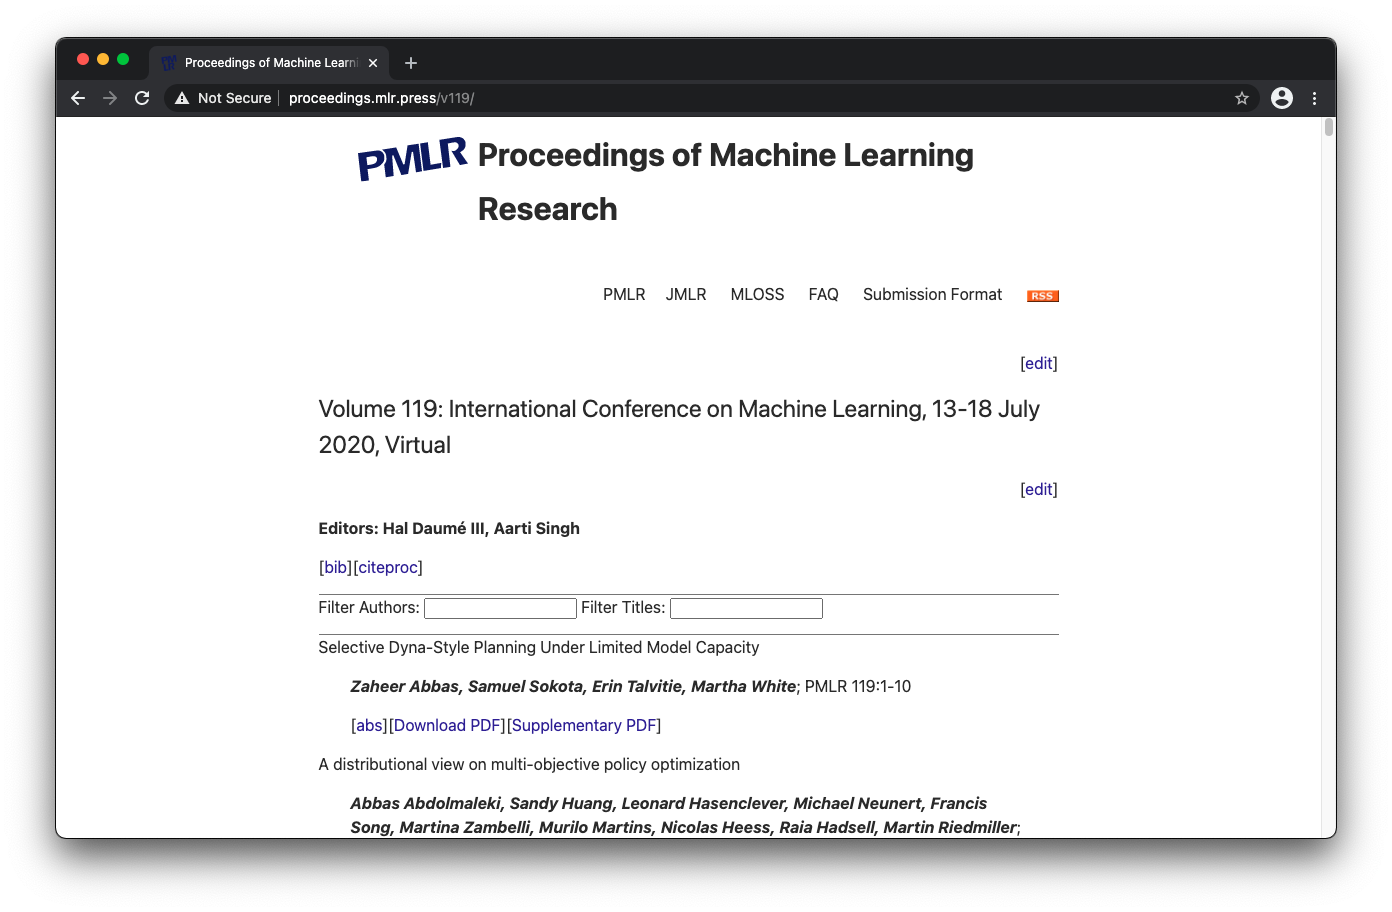 Proceedings of Machine Learni
Not Secure
proceedings.mlr.press/v119/
PMLR
Proceedings of Machine Learning
Research
PMLR JMLR MLOSS FAQ Submission Format RSS
[edit]
Volume 119: International Conference on Machine Learning, 13-18 July
2020, Virtual
[edit]
Editors: Hal Daumé III, Aarti Singh
[bib][citeproc]
Filter Authors: Filter Titles:
Selective Dyna-Style Planning Under Limited Model Capacity
Zaheer Abbas, Samuel Sokota, Erin Talvitie, Martha White; PMLR 119:1-10
[abs][Download PDF][Supplementary PDF]
A distributional view on multi-objective policy optimization
Abbas Abdolmaleki, Sandy Huang, Leonard Hasenclever, Michael Neunert, Francis
Song, Martina Zambelli, Murilo Martins, Nicolas Heess, Raia Hadsell, Martin Riedmiller;